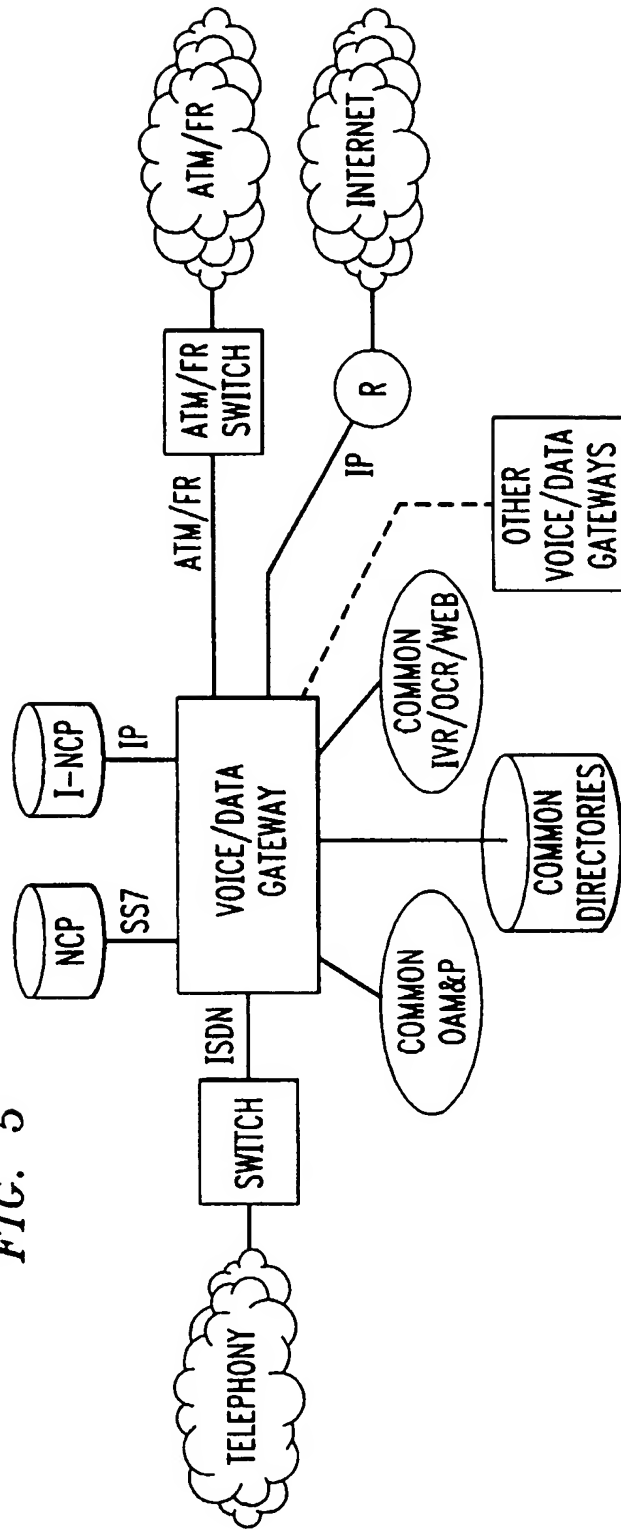 FIG. 5
TELEPHONY
SWITCH
ISDN
NCP
SS7
I-NCP
IP
VOICE/DATA
GATEWAY
ATM/FR
ATM/FR
SWITCH
ATM/FR
IP
R
INTERNET
COMMON
OAM&P
COMMON
DIRECTORIES
COMMON
IVR/OCR/WEB
OTHER
VOICE/DATA
GATEWAYS